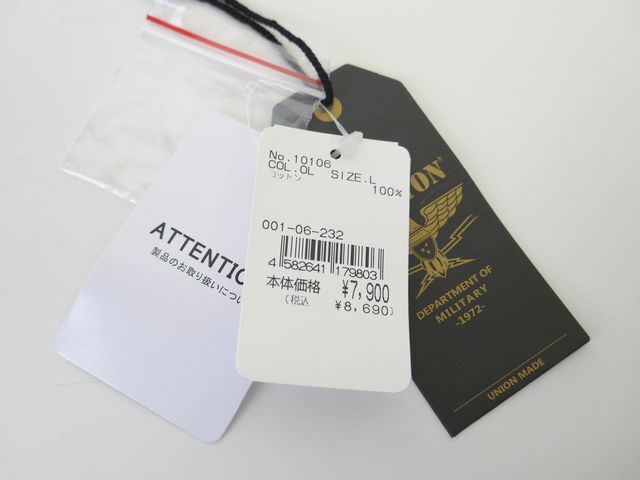 No.10106
COL.OL SIZE.L
コットン 100%
001-06-232
4 582641 179803
本体価格 ¥7,900
(税込 ¥8,690)
ATTENTIO
製品のお取り扱いについ
DEPARTMENT OF
MILITARY
-1972-
UNION MADE